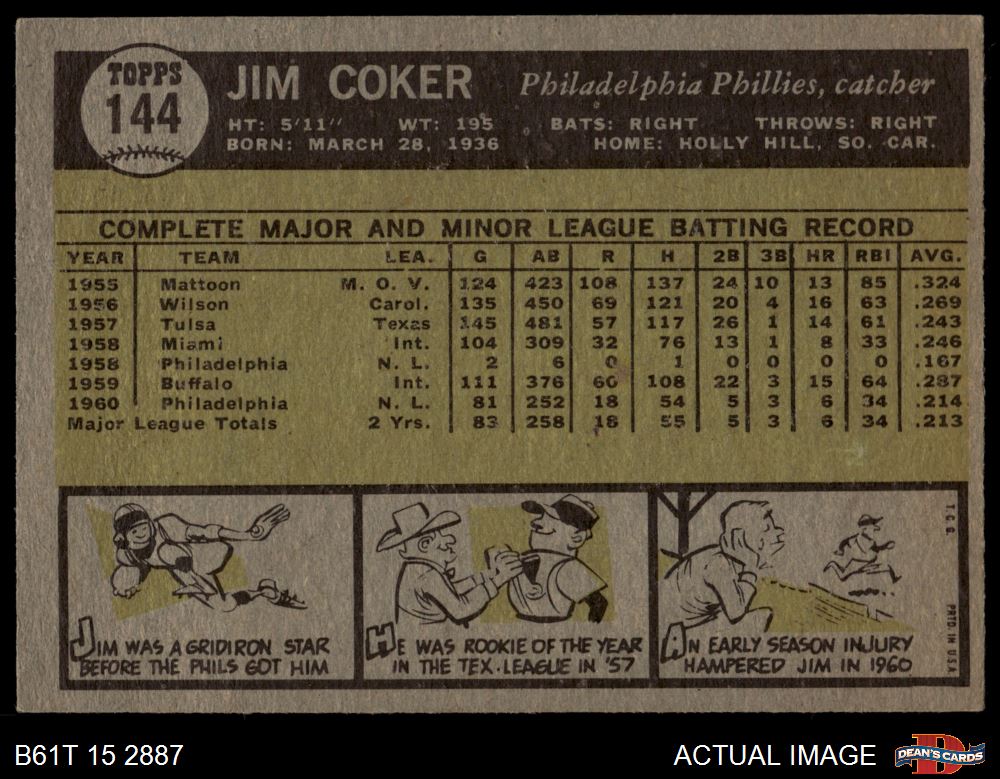 TOPPS
144
JIM COKER Philadelphia Phillies, catcher
HT: 5'11" WT: 195 BATS: RIGHT THROWS: RIGHT
BORN: MARCH 28, 1936 HOME: HOLLY HILL, SO. CAR.
COMPLETE MAJOR AND MINOR LEAGUE BATTING RECORD
YEAR TEAM LEA. G AB R H 2B 3B HR RBI AVG.
1955 Mattoon M. O. V. 124 423 108 137 24 10 13 85 .324
1956 Wilson Carol. 135 450 69 121 20 4 16 63 .269
1957 Tulsa Texas 145 481 57 117 26 1 14 61 .243
1958 Miami Int. 104 309 32 76 13 1 8 33 .246
1958 Philadelphia N. L. 2 6 0 1 0 0 0 0 .167
1959 Buffalo Int. 111 376 60 108 22 3 15 64 .287
1960 Philadelphia N. L. 81 252 18 54 5 3 6 34 .214
Major League Totals 2 Yrs. 83 258 18 55 5 3 6 34 .213
JIM WAS A GRIDIRON STAR
BEFORE THE PHILS GOT HIM
HE WAS ROOKIE OF THE YEAR
IN THE TEX. LEAGUE IN '57
AN EARLY SEASON INJURY
HAMPERED JIM IN 1960
T.C.G.
PRTD. IN U.S.A.
B61T 15 2887
ACTUAL IMAGE
DEAN'S CARDS